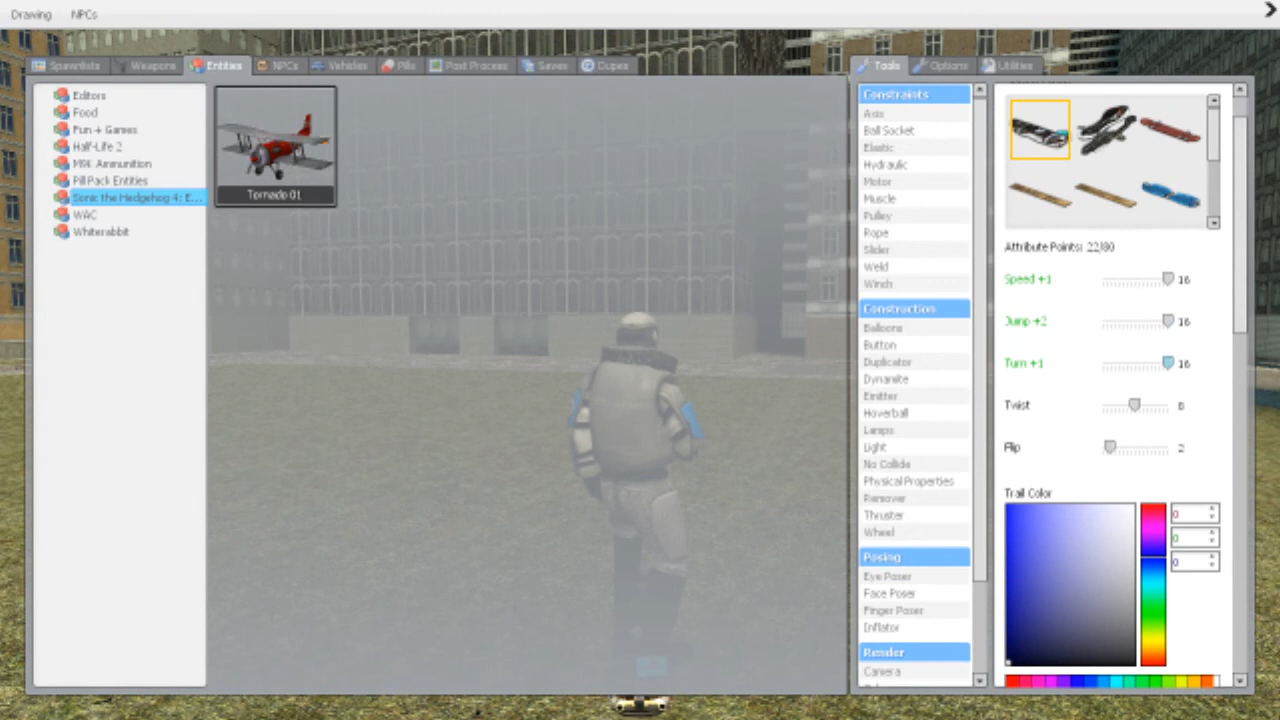 Drawing NPCs
Spawnlists Weapons Entities NPCs Vehicles Pills Post Process Saves Dupes
Tools Options Utilities
Editors
Food
Fun + Games
Half-Life 2
M9K Ammunition
Pill Pack Entities
Sonic the Hedgehog 4: E...
WAC
Whiterabbit
Tornado 01
Constraints
Axis
Ball Socket
Elastic
Hydraulic
Motor
Muscle
Pulley
Rope
Slider
Weld
Winch
Construction
Balloons
Button
Duplicator
Dynamite
Emitter
Hoverball
Lamps
Light
No Collide
Physical Properties
Remover
Thruster
Wheel
Posing
Eye Poser
Face Poser
Finger Poser
Inflator
Render
Camera
Attribute Points: 22/80
Speed +1 16
Jump +2 16
Turn +1 16
Twist 8
Flip 2
Trail Color
0
0
0